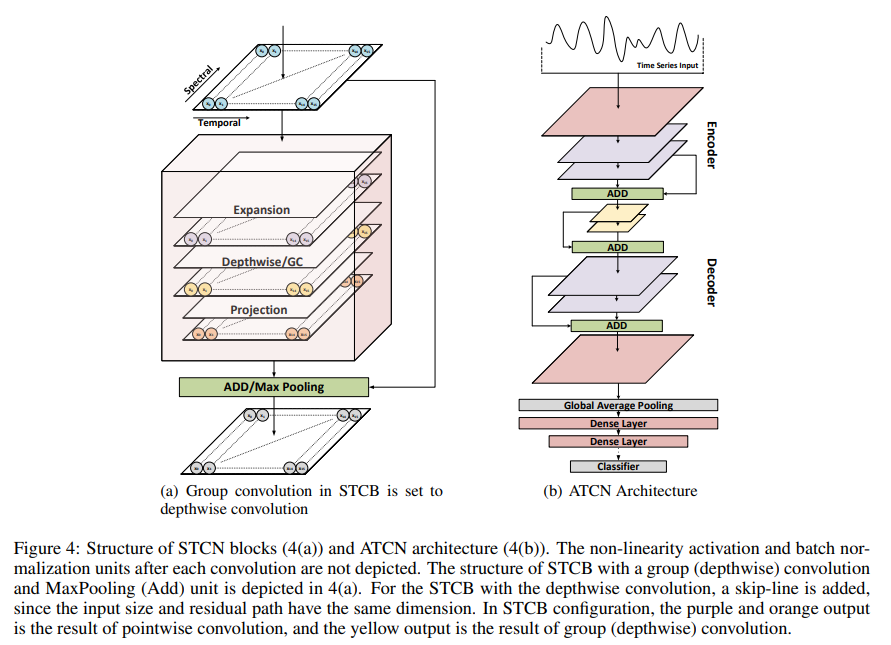 Spectral
Temporal
Expansion
Depthwise/GC
Projection
ADD/Max Pooling
(a) Group convolution in STCB is set to
depthwise convolution
Time Series Input
Encoder
ADD
ADD
Decoder
ADD
Global Average Pooling
Dense Layer
Dense Layer
Classifier
(b) ATCN Architecture
Figure 4: Structure of STCN blocks (4(a)) and ATCN architecture (4(b)). The non-linearity activation and batch nor-
malization units after each convolution are not depicted. The structure of STCB with a group (depthwise) convolution
and MaxPooling (Add) unit is depicted in 4(a). For the STCB with the depthwise convolution, a skip-line is added,
since the input size and residual path have the same dimension. In STCB configuration, the purple and orange output
is the result of pointwise convolution, and the yellow output is the result of group (depthwise) convolution.